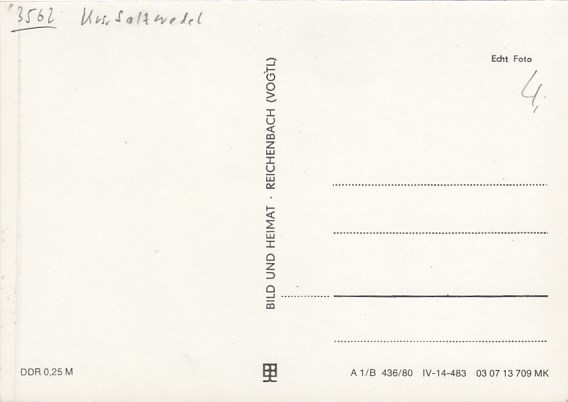 3562 Krs. Salzwedel
Echt Foto
4,
BILD UND HEIMAT · REICHENBACH (VOGTL)
DDR 0,25 M
A 1/B 436/80 IV-14-483 03 07 13 709 MK